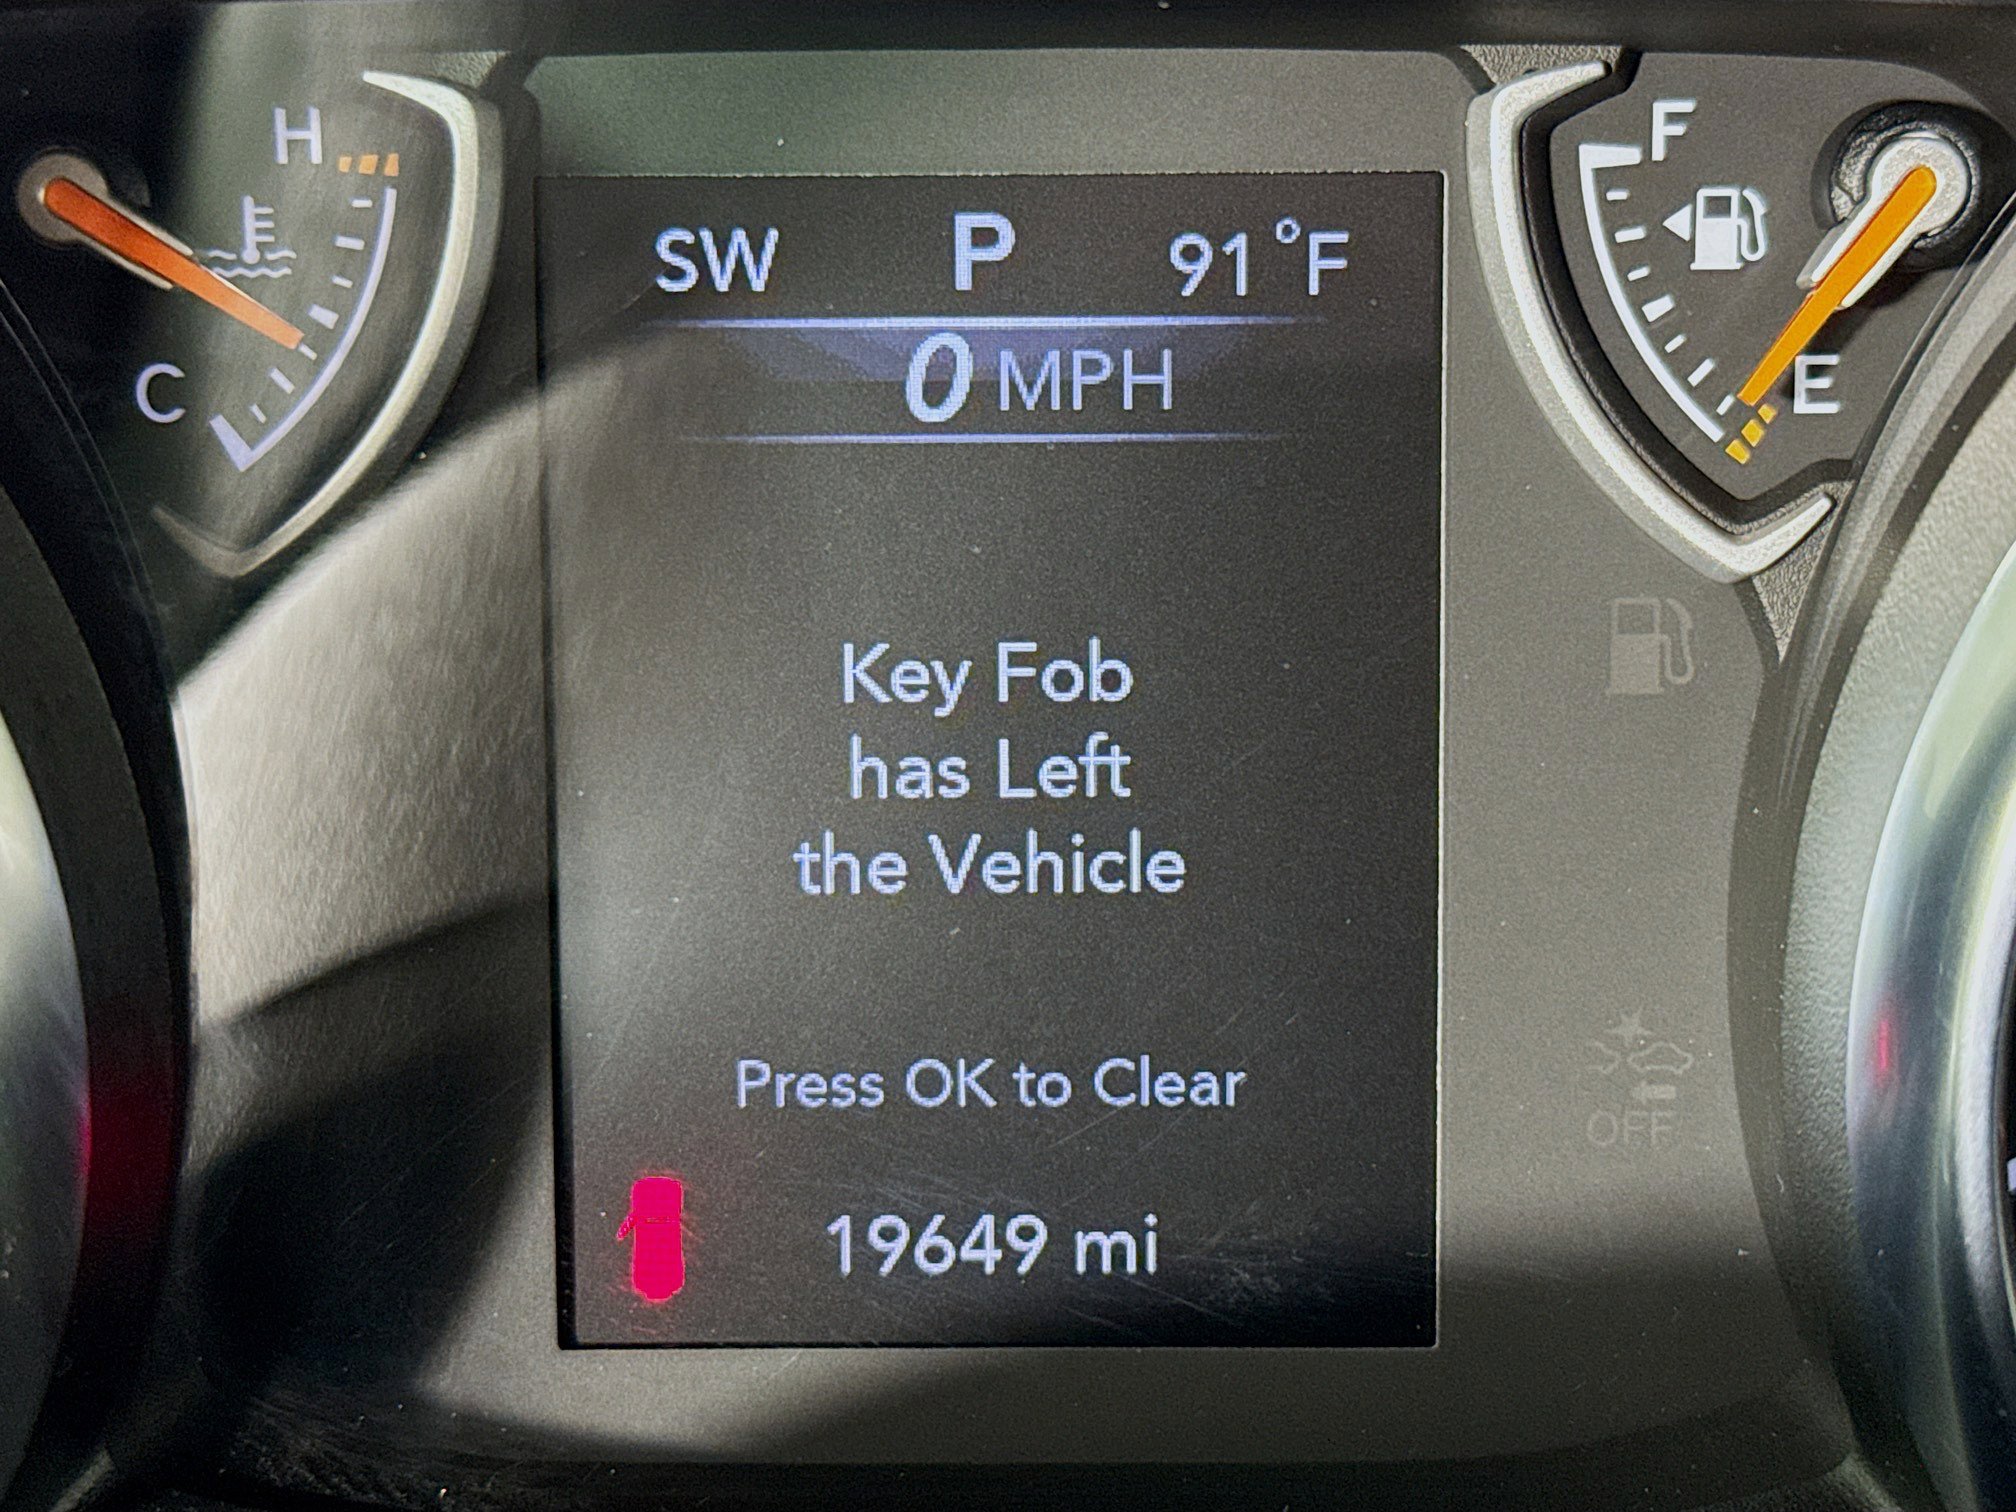 H
C
F
E
SW P 91°F
0 MPH
Key Fob
has Left
the Vehicle
Press OK to Clear
19649 mi
OFF